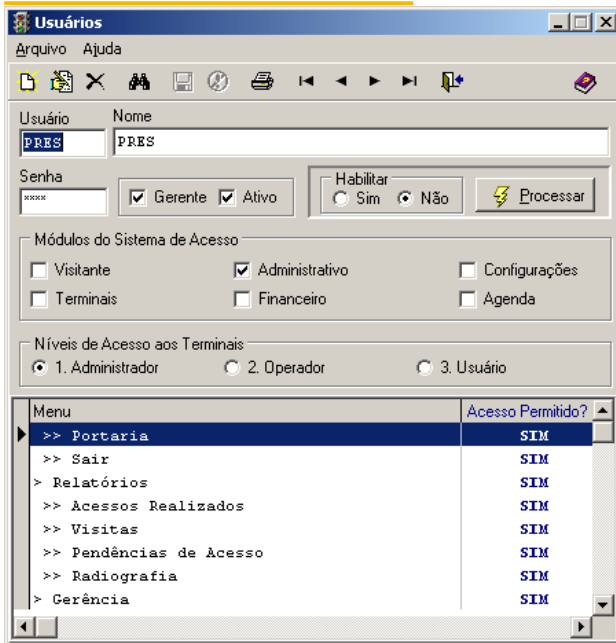 Usuários
Arquivo Ajuda
Usuário Nome
PRES PRES
Senha
xxxx Gerente Ativo Habilitar Sim Não Processar
Módulos do Sistema de Acesso
Visitante Administrativo Configurações
Terminais Financeiro Agenda
Níveis de Acesso aos Terminais
1. Administrador 2. Operador 3. Usuário
Menu Acesso Permitido?
>> Portaria SIM
>> Sair SIM
> Relatórios SIM
>> Acessos Realizados SIM
>> Visitas SIM
>> Pendências de Acesso SIM
>> Radiografia SIM
> Gerência SIM